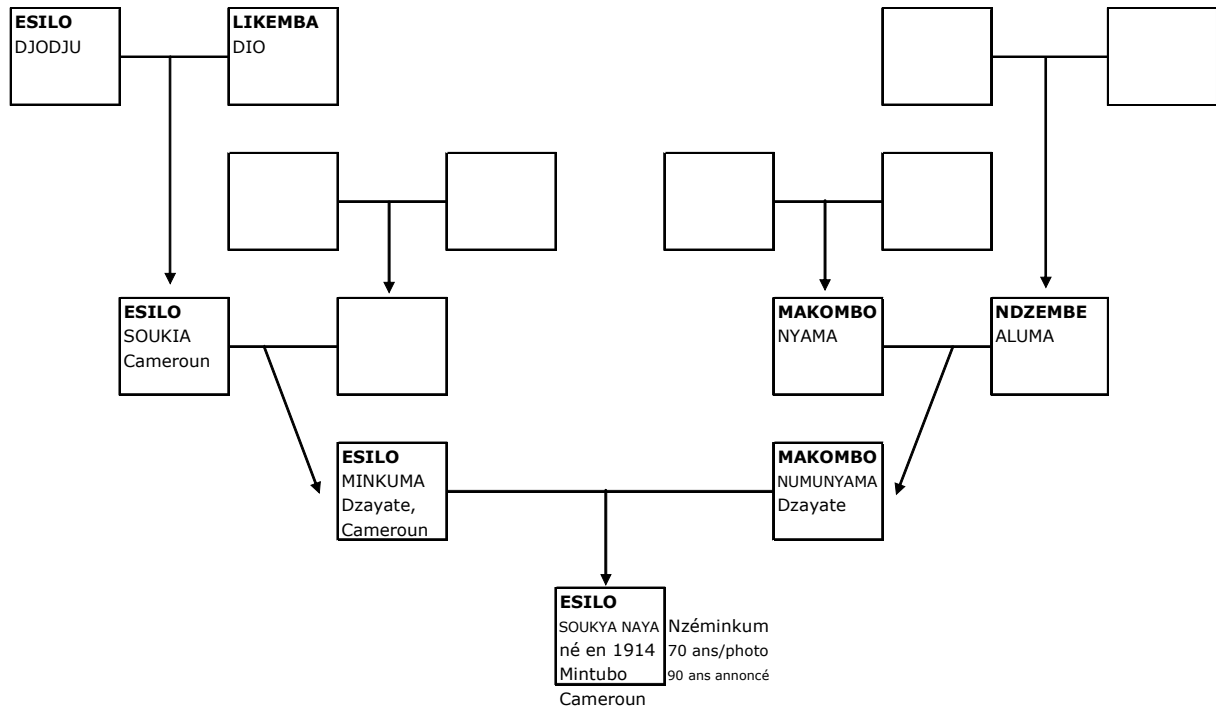 ESILO
DJODJU
LIKEMBA
DIO
ESILO
SOUKIA
Cameroun
MAKOMBO
NYAMA
NDZEMBE
ALUMA
ESILO
MINKUMA
Dzayate,
Cameroun
MAKOMBO
NUMUNYAMA
Dzayate
ESILO
SOUKYA NAYA
né en 1914
Mintubo
Cameroun
Nzéminkum
70 ans/photo
90 ans annoncé